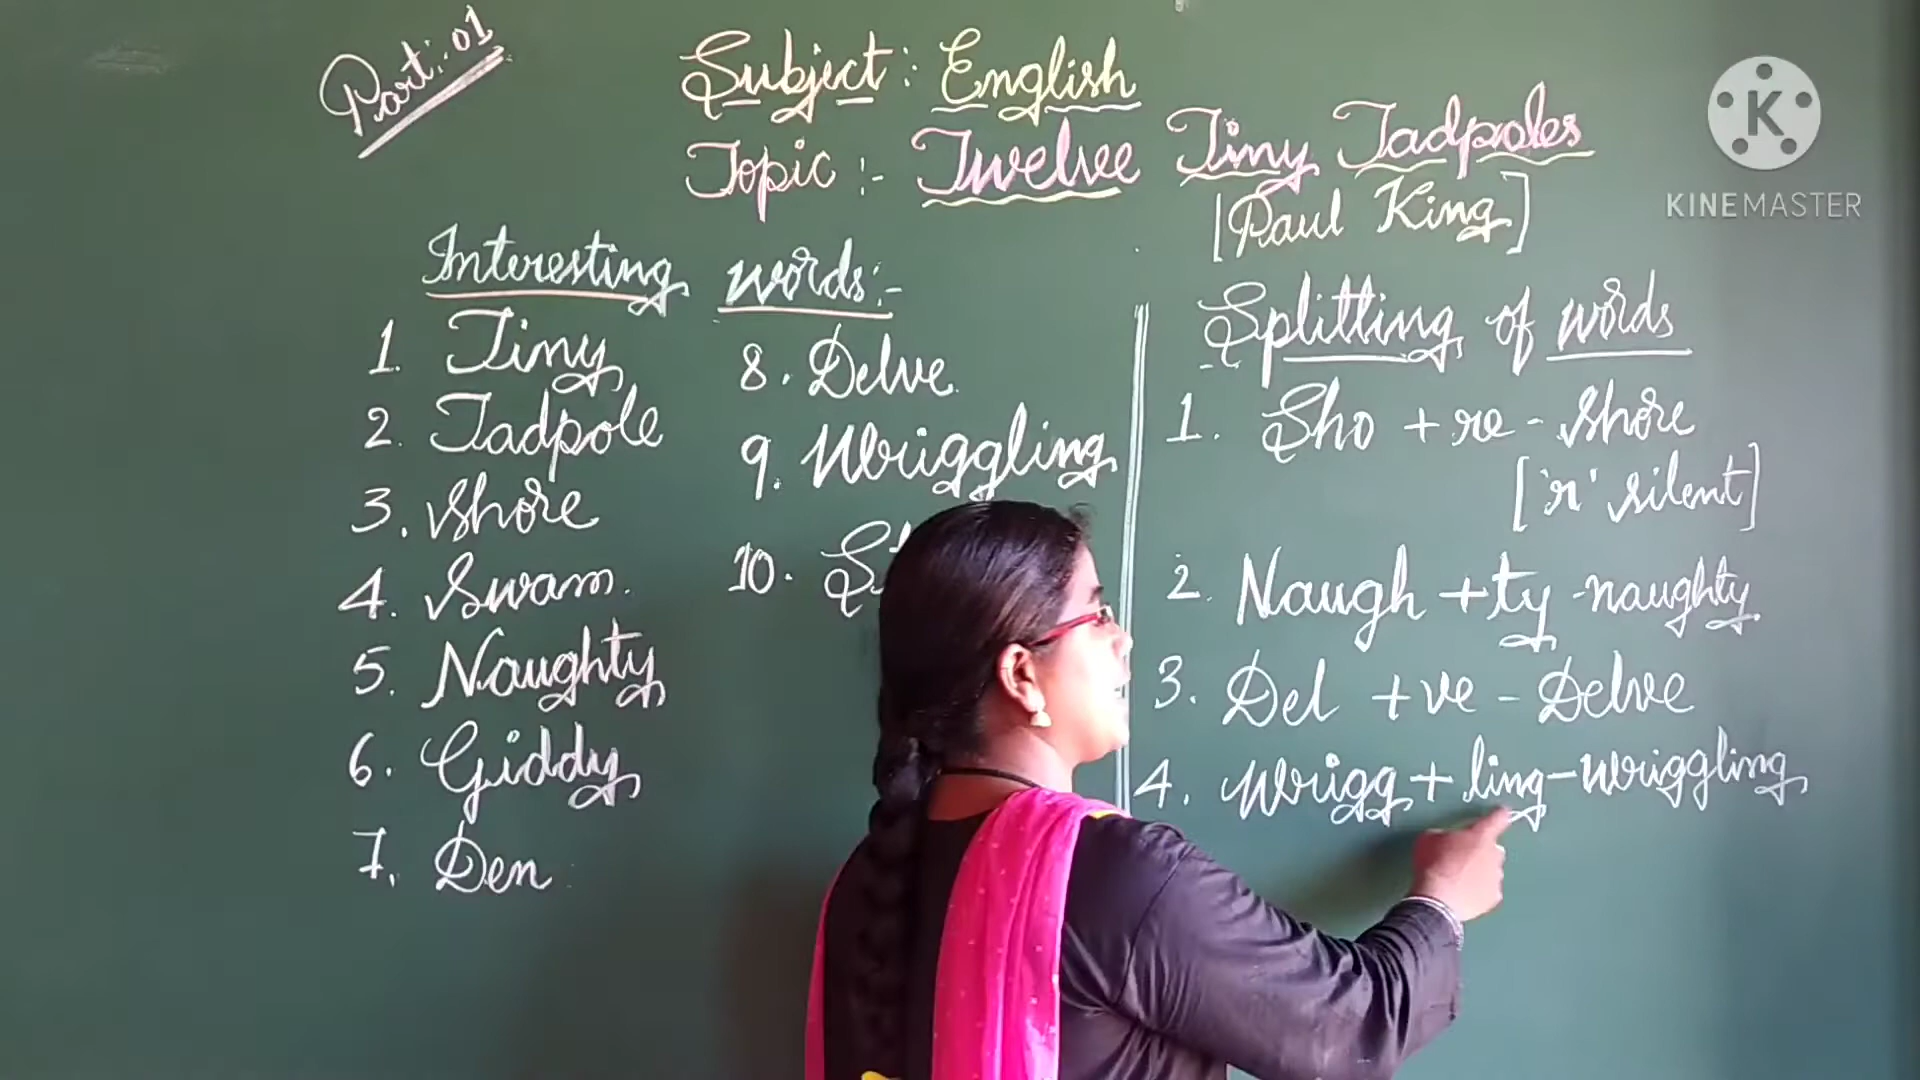 Part:-01
Subject:- English
Topic:- Twelve Tiny Tadpoles
[Paul King]
Interesting words:-
1. Tiny
2. Tadpole
3. Shore
4. Swam.
5. Naughty
6. Giddy
7. Den
8. Delve
9. Wriggling
10.
Splitting of words
1. Sho + re - Shore
['r' silent]
2. Naugh + ty - naughty
3. Del + ve - Delve
4. Wrigg + ling - wriggling
K
KINEMASTER